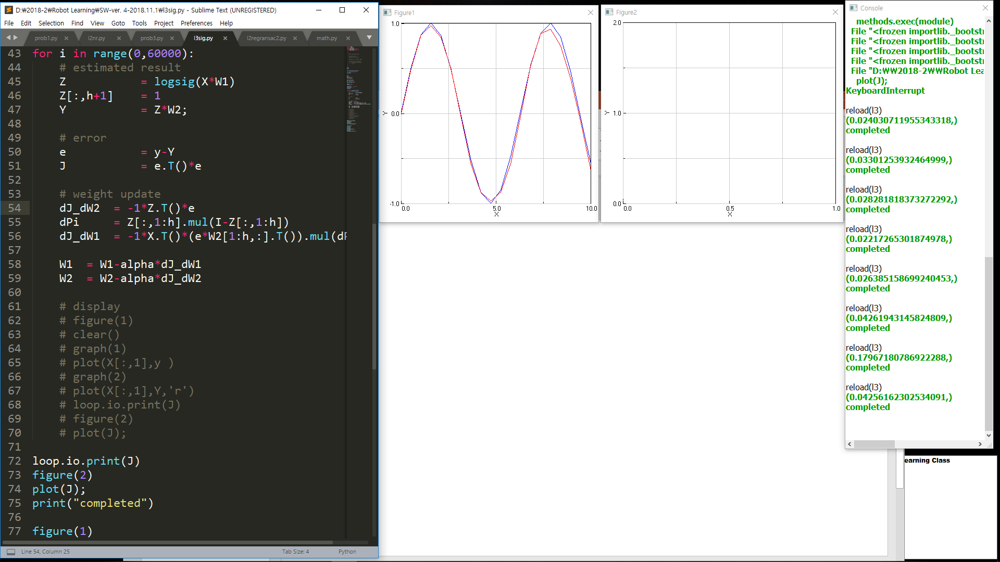 D:₩2018-2₩Robot Learning₩SW-ver. 4-2018.11.1₩l3sig.py - Sublime Text (UNREGISTERED)
File Edit Selection Find View Goto Tools Project Preferences Help
prob1.py l2nr.py prob3.py l3sig.py l2regransac2.py math.py
43 for i in range(0,60000):
44 # estimated result
45 Z = logsig(X*W1)
46 Z[:,h+1] = 1
47 Y = Z*W2;
48
49 # error
50 e = y-Y
51 J = e.T()*e
52
53 # weight update
54 dJ_dW2 = -1*Z.T()*e
55 dPi = Z[:,1:h].mul(I-Z[:,1:h])
56 dJ_dW1 = -1*X.T()*(e*W2[1:h,:].T()).mul(dP
57
58 W1 = W1-alpha*dJ_dW1
59 W2 = W2-alpha*dJ_dW2
60
61 # display
62 # figure(1)
63 # clear()
64 # graph(1)
65 # plot(X[:,1],y )
66 # graph(2)
67 # plot(X[:,1],Y,'r')
68 # loop.io.print(J)
69 # figure(2)
70 # plot(J);
71
72 loop.io.print(J)
73 figure(2)
74 plot(J);
75 print("completed")
76
77 figure(1)
Line 54, Column 25 Tab Size: 4 Python
Figure1
1.0
Y 0.0
-1.0
0.0 5.0 10.0
X
Figure2
2.0
Y 1.0
0.0
0.0 0.5 1.0
X
Console
methods.exec(module)
File "<frozen importlib._bootstr
File "<frozen importlib._bootstr
File "<frozen importlib._bootstr
File "<frozen importlib._bootstr
File "D:₩₩2018-2₩₩Robot Lea
plot(J);
KeyboardInterrupt
reload(l3)
(0.024030711955343318,)
completed
reload(l3)
(0.03301253932464999,)
completed
reload(l3)
(0.028281818373272292,)
completed
reload(l3)
(0.02217265301874978,)
completed
reload(l3)
(0.026385158699240453,)
completed
reload(l3)
(0.04261943145824809,)
completed
reload(l3)
(0.17967180786922288,)
completed
reload(l3)
(0.04256162302534091,)
completed
earning Class